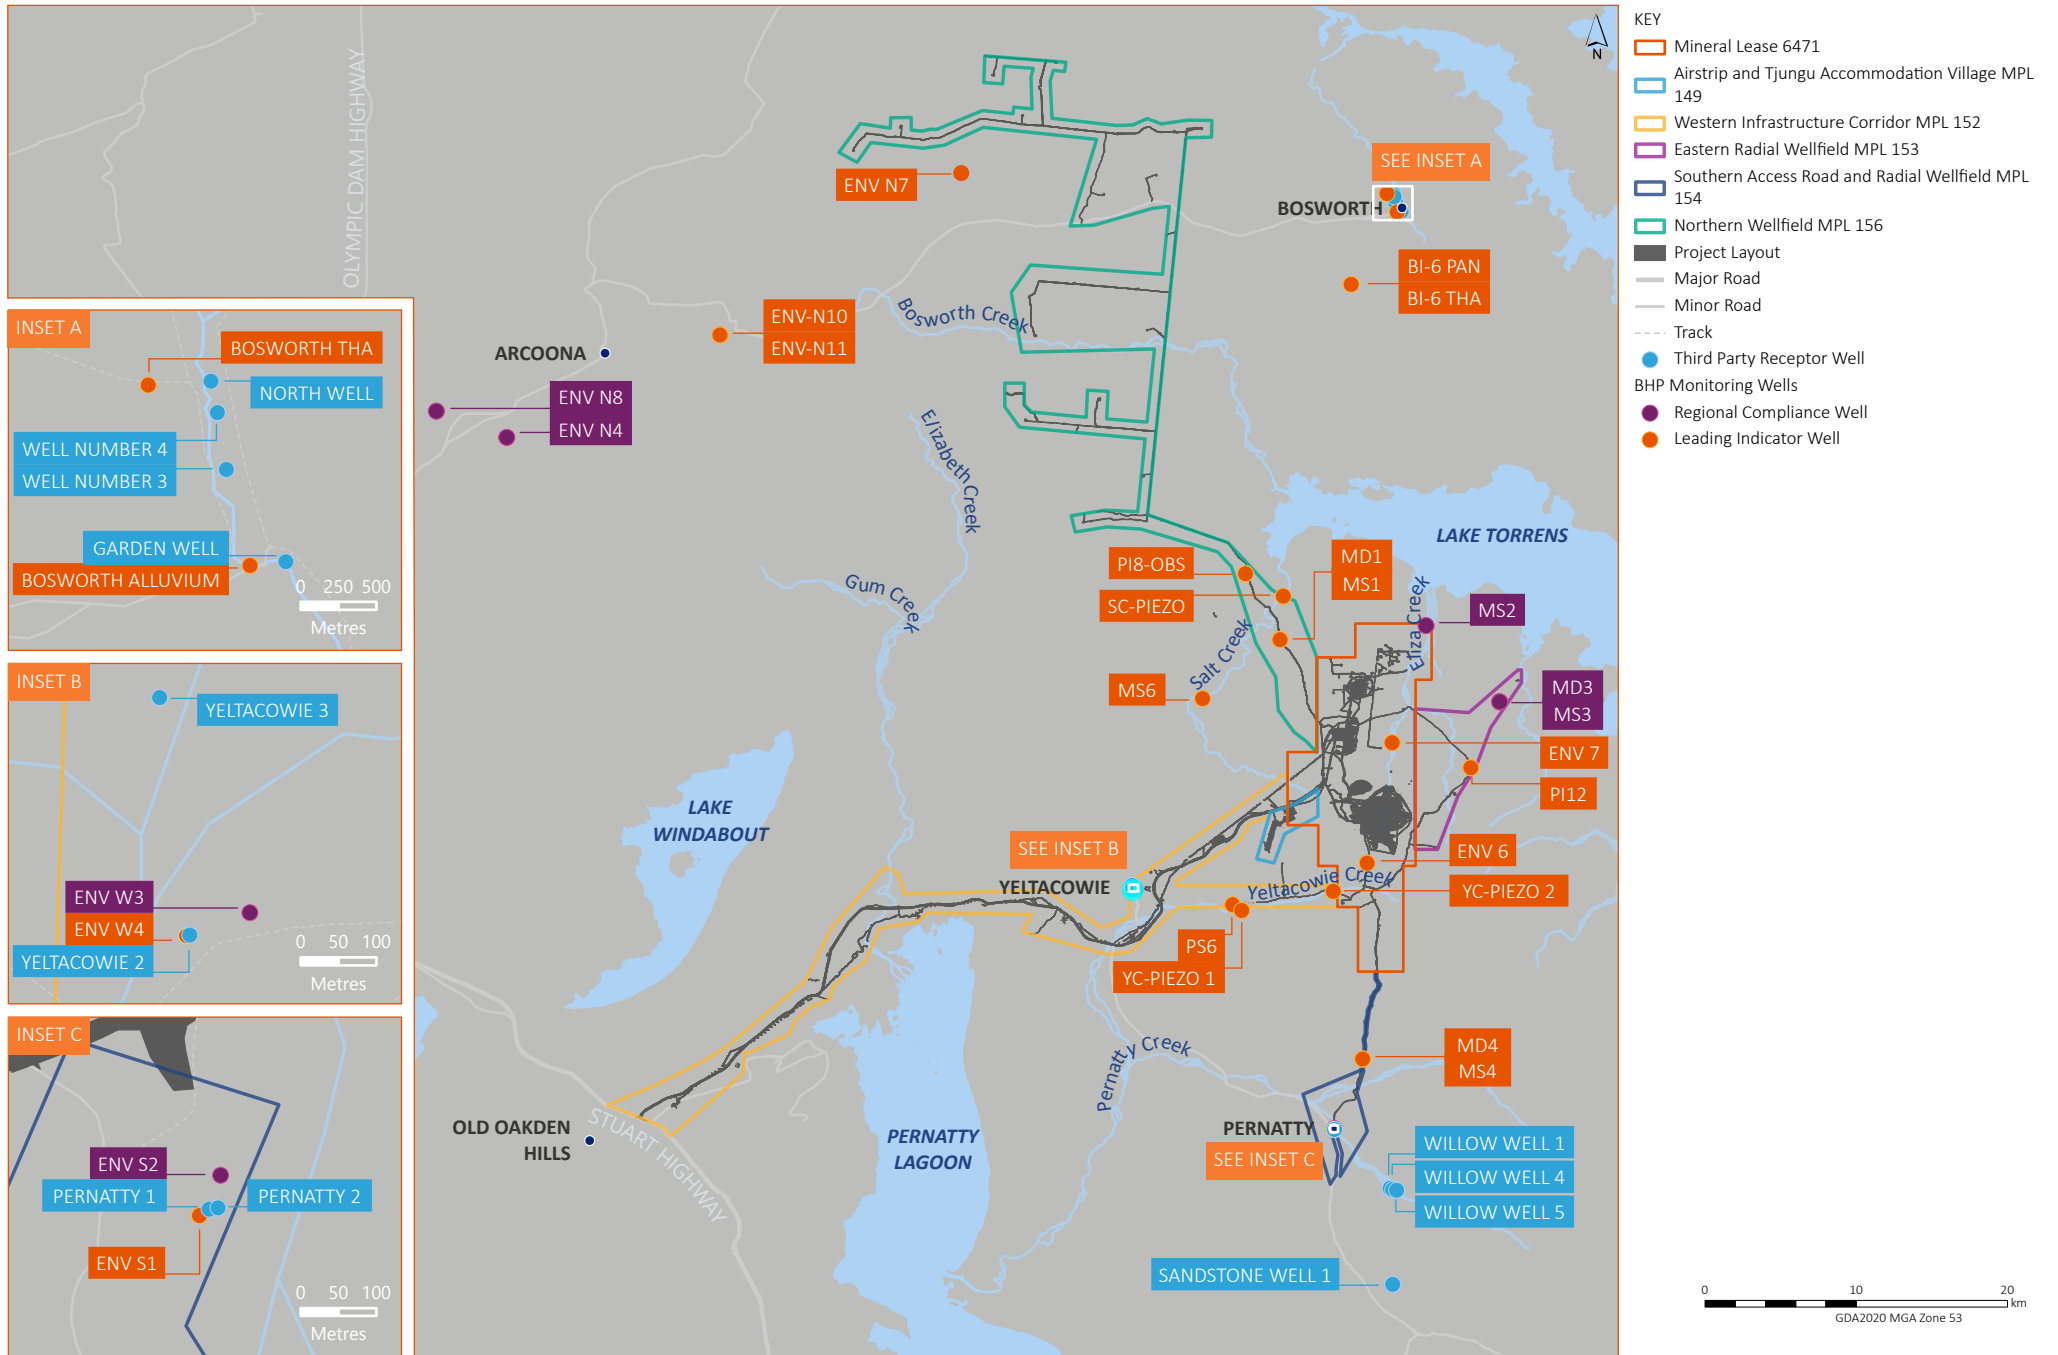 OLYMPIC DAM HIGHWAY
N
ENV N7
SEE INSET A
BOSWORTH
BI-6 PAN
BI-6 THA
ENV-N10
ENV-N11
Bosworth Creek
ARCOONA
ENV N8
ENV N4
Elizabeth Creek
Gum Creek
LAKE TORRENS
PI8-OBS
SC-PIEZO
MD1
MS1
Eliza Creek
MS2
Salt Creek
MS6
MD3
MS3
ENV 7
PI12
LAKE
WINDABOUT
SEE INSET B
YELTACOWIE
ENV 6
Yeltacowie Creek
YC-PIEZO 2
PS6
YC-PIEZO 1
Pernatty Creek
MD4
MS4
OLD OAKDEN
HILLS
STUART HIGHWAY
PERNATTY
LAGOON
PERNATTY
SEE INSET C
WILLOW WELL 1
WILLOW WELL 4
WILLOW WELL 5
SANDSTONE WELL 1
INSET A
BOSWORTH THA
NORTH WELL
WELL NUMBER 4
WELL NUMBER 3
GARDEN WELL
BOSWORTH ALLUVIUM
0 250 500
Metres
INSET B
YELTACOWIE 3
ENV W3
ENV W4
YELTACOWIE 2
0 50 100
Metres
INSET C
ENV S2
PERNATTY 1
PERNATTY 2
ENV S1
0 50 100
Metres
KEY
Mineral Lease 6471
Airstrip and Tjungu Accommodation Village MPL
149
Western Infrastructure Corridor MPL 152
Eastern Radial Wellfield MPL 153
Southern Access Road and Radial Wellfield MPL
154
Northern Wellfield MPL 156
Project Layout
Major Road
Minor Road
Track
Third Party Receptor Well
BHP Monitoring Wells
Regional Compliance Well
Leading Indicator Well
0 10 20
km
GDA2020 MGA Zone 53